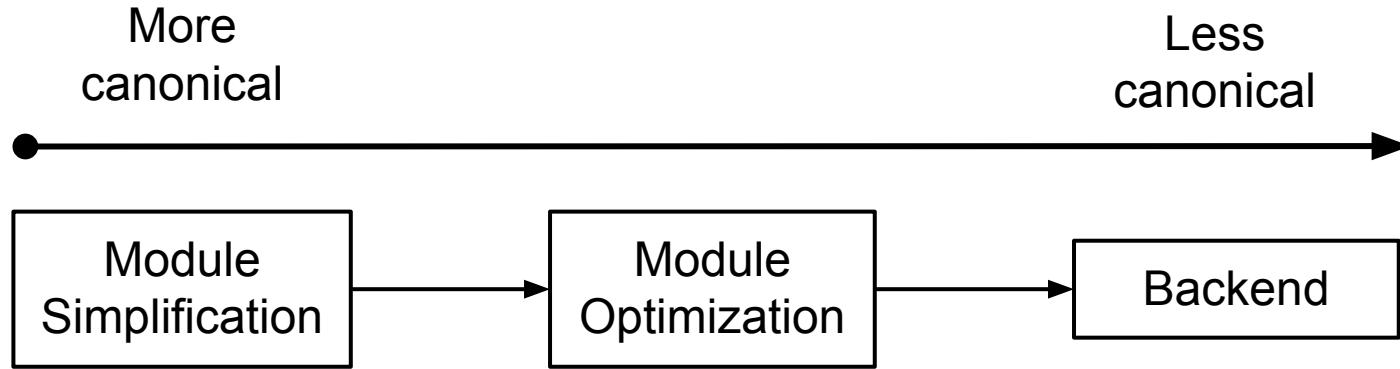 More
canonical
Less
canonical
Module
Simplification
Module
Optimization
Backend